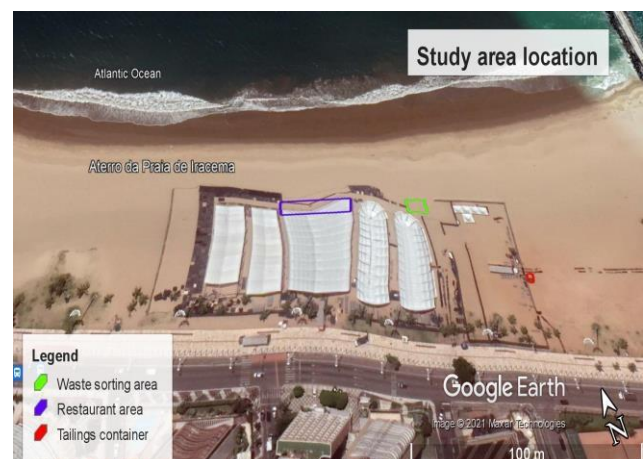 Study area location
Atlantic Ocean
Aterro da Praia de Iracema
Legend
Waste sorting area
Restaurant area
Tailings container
Google Earth
Image © 2021 Maxar Technologies
100 m
N